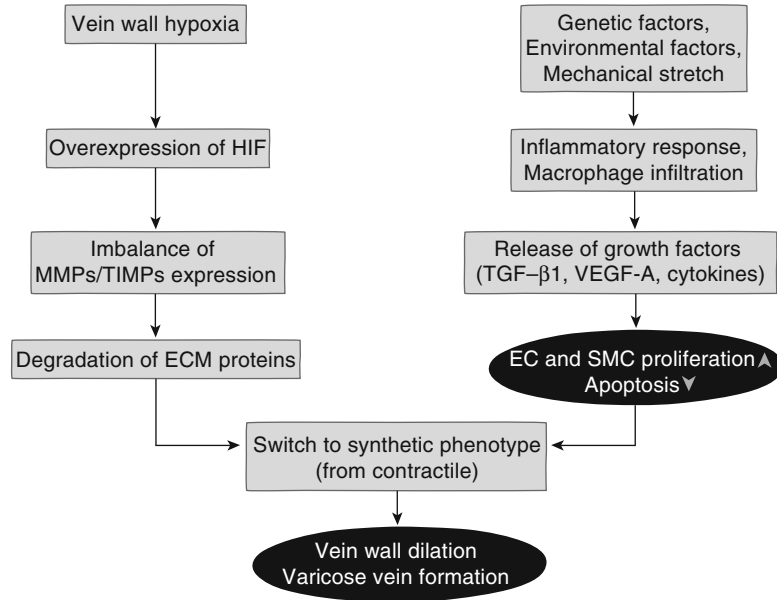 Vein wall hypoxia
Overexpression of HIF
Imbalance of
MMPs/TIMPs expression
Degradation of ECM proteins
Genetic factors,
Environmental factors,
Mechanical stretch
Inflammatory response,
Macrophage infiltration
Release of growth factors
(TGF–β1, VEGF-A, cytokines)
EC and SMC proliferation
Apoptosis
Switch to synthetic phenotype
(from contractile)
Vein wall dilation
Varicose vein formation